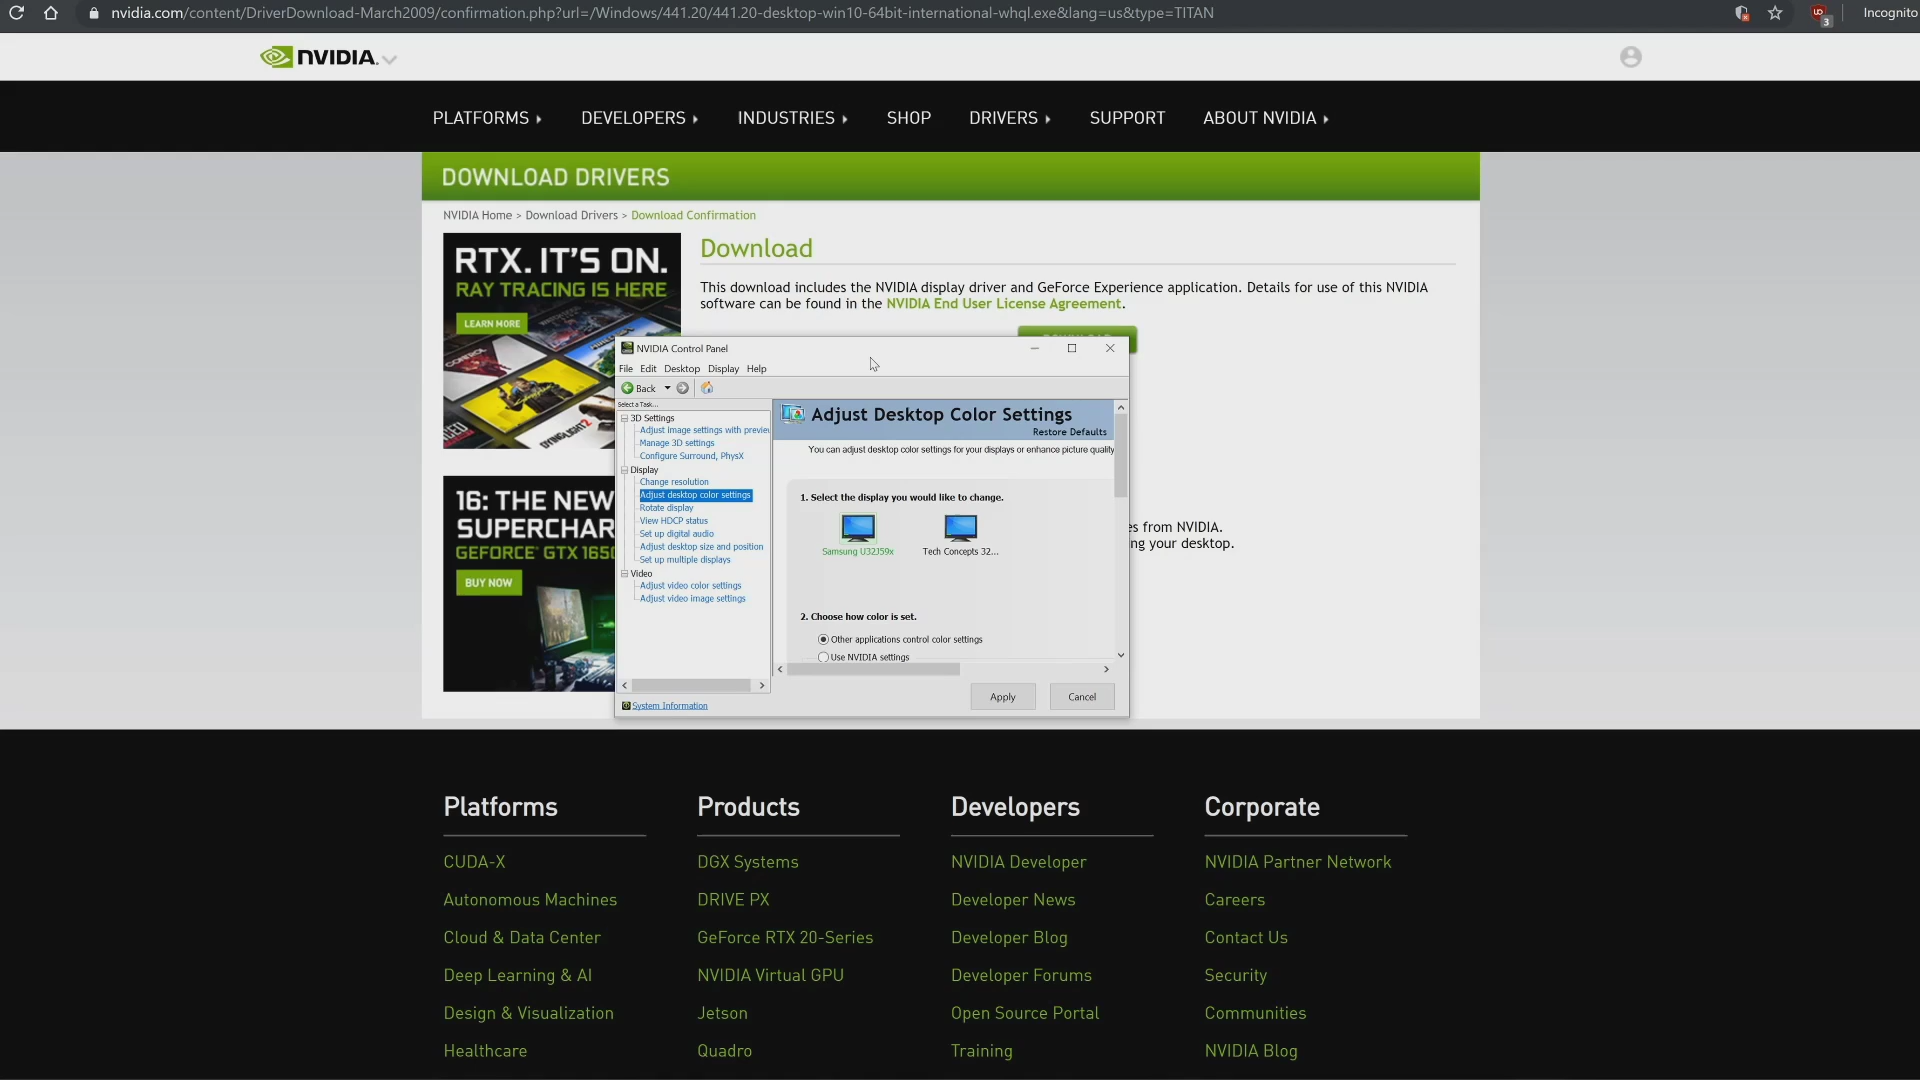 nvidia.com/content/DriverDownload-March2009/confirmation.php?url=/Windows/441.20/441.20-desktop-win10-64bit-international-whql.exe&lang=us&type=TITAN
3
Incognito
NVIDIA.
PLATFORMS
DEVELOPERS
INDUSTRIES
SHOP
DRIVERS
SUPPORT
ABOUT NVIDIA
DOWNLOAD DRIVERS
NVIDIA Home > Download Drivers > Download Confirmation
RTX. IT'S ON.
RAY TRACING IS HERE
LEARN MORE
CONTROL
DYING LIGHT 2
Download
This download includes the NVIDIA display driver and GeForce Experience application. Details for use of this NVIDIA
software can be found in the NVIDIA End User License Agreement.
16: THE NEW
SUPERCHAR
GEFORCE GTX 1650
BUY NOW
es from NVIDIA.
ng your desktop.
NVIDIA Control Panel
File Edit Desktop Display Help
Back
Select a Task...
3D Settings
Adjust image settings with preview
Manage 3D settings
Configure Surround, PhysX
Display
Change resolution
Adjust desktop color settings
Rotate display
View HDCP status
Set up digital audio
Adjust desktop size and position
Set up multiple displays
Video
Adjust video color settings
Adjust video image settings
System Information
Adjust Desktop Color Settings
Restore Defaults
You can adjust desktop color settings for your displays or enhance picture quality
1. Select the display you would like to change.
Samsung U32J59x
Tech Concepts 32...
2. Choose how color is set.
Other applications control color settings
Use NVIDIA settings
Apply
Cancel
Platforms
CUDA-X
Autonomous Machines
Cloud & Data Center
Deep Learning & AI
Design & Visualization
Healthcare
Products
DGX Systems
DRIVE PX
GeForce RTX 20-Series
NVIDIA Virtual GPU
Jetson
Quadro
Developers
NVIDIA Developer
Developer News
Developer Blog
Developer Forums
Open Source Portal
Training
Corporate
NVIDIA Partner Network
Careers
Contact Us
Security
Communities
NVIDIA Blog